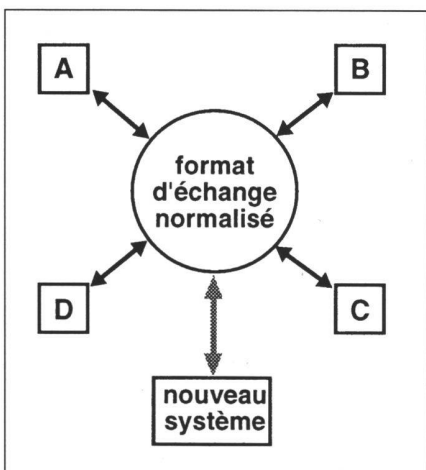 A
B
format
d'échange
normalisé
D
C
nouveau
système